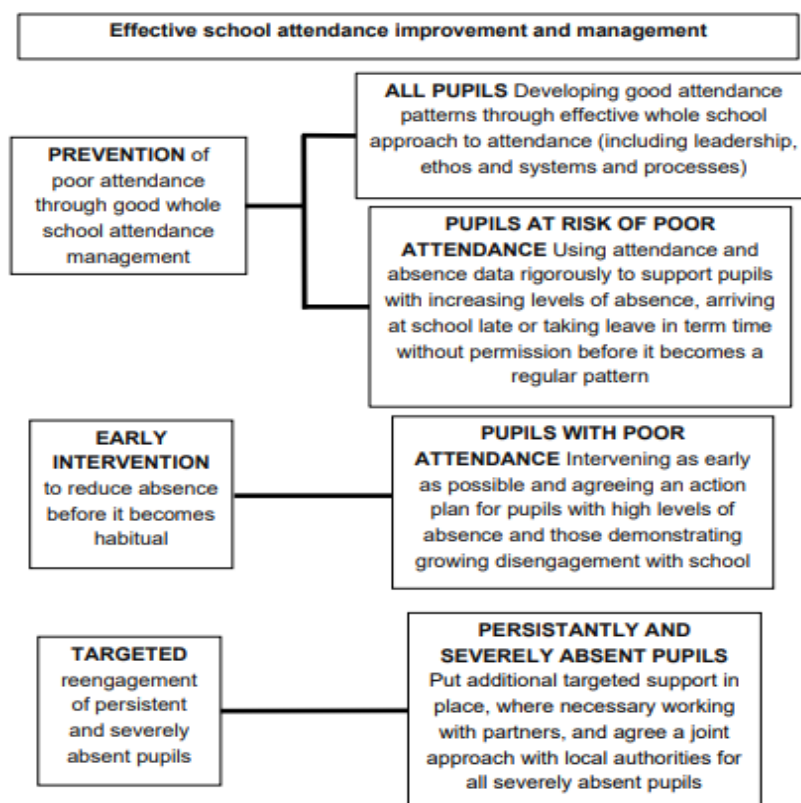 Effective school attendance improvement and management
PREVENTION of
poor attendance
through good whole
school attendance
management
ALL PUPILS Developing good attendance
patterns through effective whole school
approach to attendance (including leadership,
ethos and systems and processes)
PUPILS AT RISK OF POOR
ATTENDANCE Using attendance and
absence data rigorously to support pupils
with increasing levels of absence, arriving
at school late or taking leave in term time
without permission before it becomes a
regular pattern
EARLY
INTERVENTION
to reduce absence
before it becomes
habitual
PUPILS WITH POOR
ATTENDANCE Intervening as early
as possible and agreeing an action
plan for pupils with high levels of
absence and those demonstrating
growing disengagement with school
TARGETED
reengagement
of persistent
and severely
absent pupils
PERSISTANTLY AND
SEVERELY ABSENT PUPILS
Put additional targeted support in
place, where necessary working
with partners, and agree a joint
approach with local authorities for
all severely absent pupils